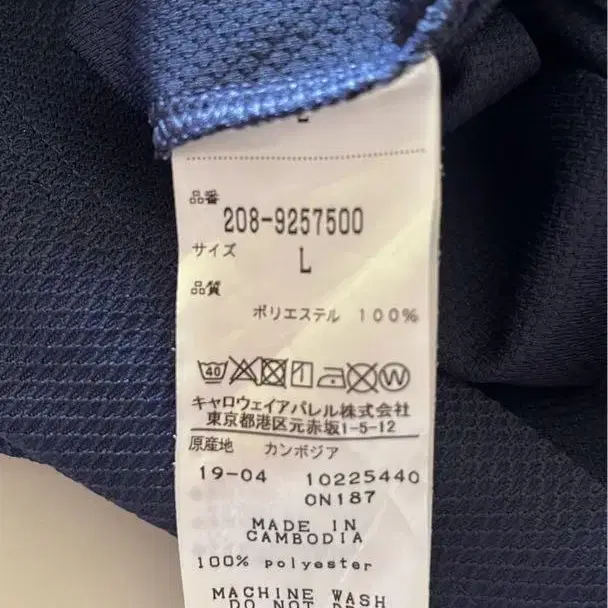 品番
208-9257500
サイズ
L
品質
ポリエステル 100%
40 W
キャロウェイアパレル株式会社
東京都港区元赤坂1-5-12
原産地 カンボジア
19-04 10225440
0N187
MADE IN
CAMBODIA
100% polyester
MACHINE WASH
DO NOT